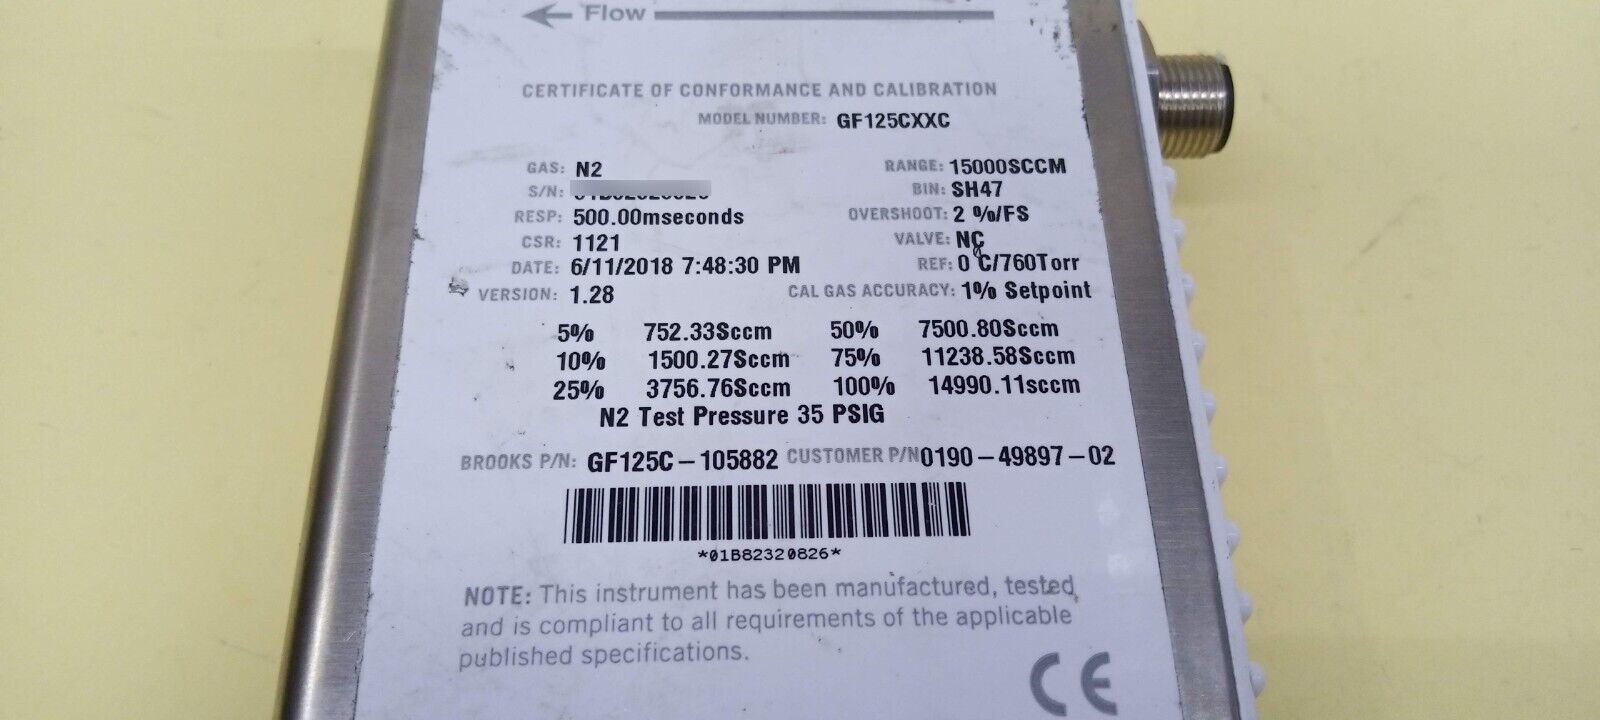 Flow
CERTIFICATE OF CONFORMANCE AND CALIBRATION
MODEL NUMBER: GF125CXXC
GAS: N2 RANGE: 15000SCCM
S/N: BIN: SH47
RESP: 500.00mseconds OVERSHOOT: 2 %/FS
CSR: 1121 VALVE: NC
DATE: 6/11/2018 7:48:30 PM REF: 0 C/760Torr
VERSION: 1.28 CAL GAS ACCURACY: 1% Setpoint
5% 752.33Sccm 50% 7500.80Sccm
10% 1500.27Sccm 75% 11238.58Sccm
25% 3756.76Sccm 100% 14990.11sccm
N2 Test Pressure 35 PSIG
BROOKS P/N: GF125C-105882 CUSTOMER P/N 0190-49897-02
*01B82320826*
NOTE: This instrument has been manufactured, tested,
and is compliant to all requirements of the applicable
published specifications.
CE